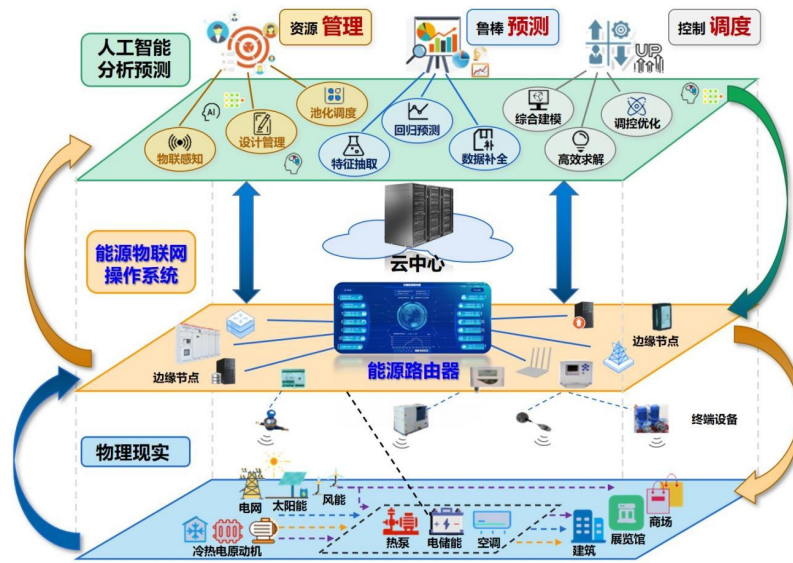 人工智能
分析预测
资源 管理
鲁棒 预测
控制 调度
UP
AI
池化调度
设计管理
物联感知
回归预测
特征抽取
补
数据补全
综合建模
调控优化
高效求解
云中心
能源物联网
操作系统
边缘节点
边缘节点
能源路由器
终端设备
物理现实
电网
太阳能
风能
冷热电原动机
热泵
电储能
空调
建筑
展览馆
商场